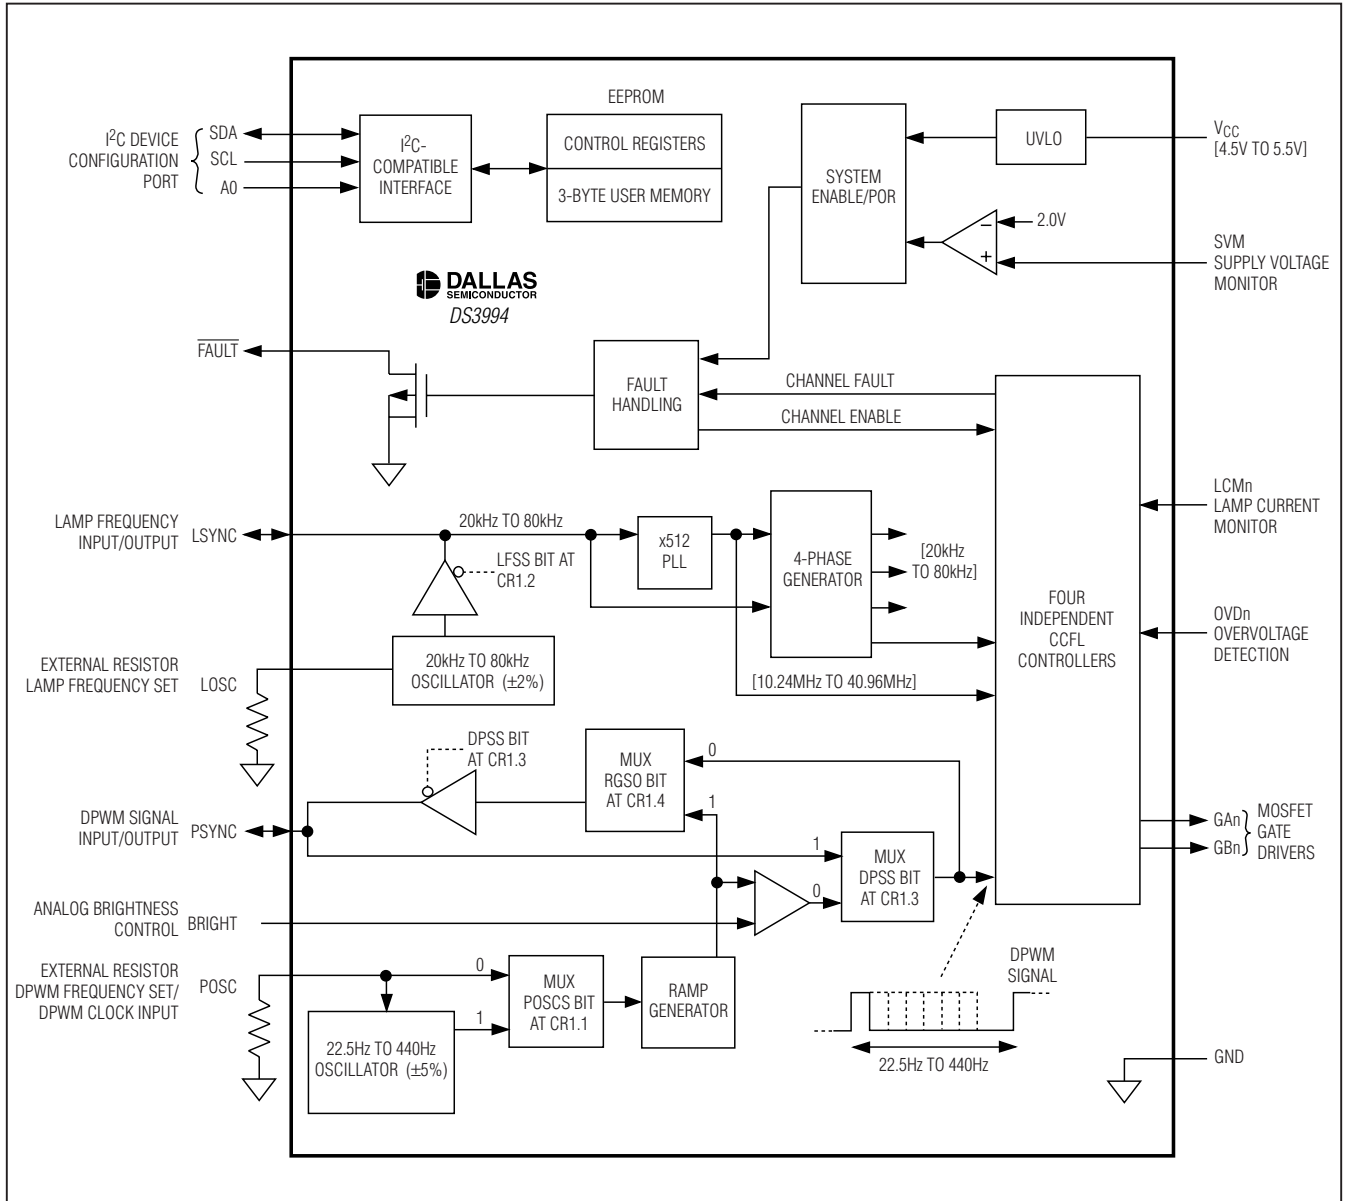 EEPROM
I²C DEVICE
CONFIGURATION
PORT
SDA
SCL
A0
I²C-
COMPATIBLE
INTERFACE
CONTROL REGISTERS
3-BYTE USER MEMORY
SYSTEM
ENABLE/POR
UVLO
VCC
[4.5V TO 5.5V]
2.0V
−
+
SVM
SUPPLY VOLTAGE
MONITOR
DALLAS
SEMICONDUCTOR
DS3994
FAULT
FAULT
HANDLING
CHANNEL FAULT
CHANNEL ENABLE
LAMP FREQUENCY
INPUT/OUTPUT
LSYNC
20kHz TO 80kHz
LFSS BIT AT
CR1.2
x512
PLL
4-PHASE
GENERATOR
[20kHz
TO 80kHz]
FOUR
INDEPENDENT
CCFL
CONTROLLERS
LCMn
LAMP CURRENT
MONITOR
OVDn
OVERVOLTAGE
DETECTION
EXTERNAL RESISTOR
LAMP FREQUENCY SET
LOSC
20kHz TO 80kHz
OSCILLATOR (±2%)
[10.24MHz TO 40.96MHz]
DPSS BIT
AT CR1.3
MUX
RGSO BIT
AT CR1.4
0
1
DPWM SIGNAL
INPUT/OUTPUT
PSYNC
1
0
MUX
DPSS BIT
AT CR1.3
GAn
GBn
MOSFET
GATE
DRIVERS
ANALOG BRIGHTNESS
CONTROL
BRIGHT
EXTERNAL RESISTOR
DPWM FREQUENCY SET/
DPWM CLOCK INPUT
POSC
0
1
22.5Hz TO 440Hz
OSCILLATOR (±5%)
MUX
POSCS BIT
AT CR1.1
RAMP
GENERATOR
DPWM
SIGNAL
22.5Hz TO 440Hz
GND